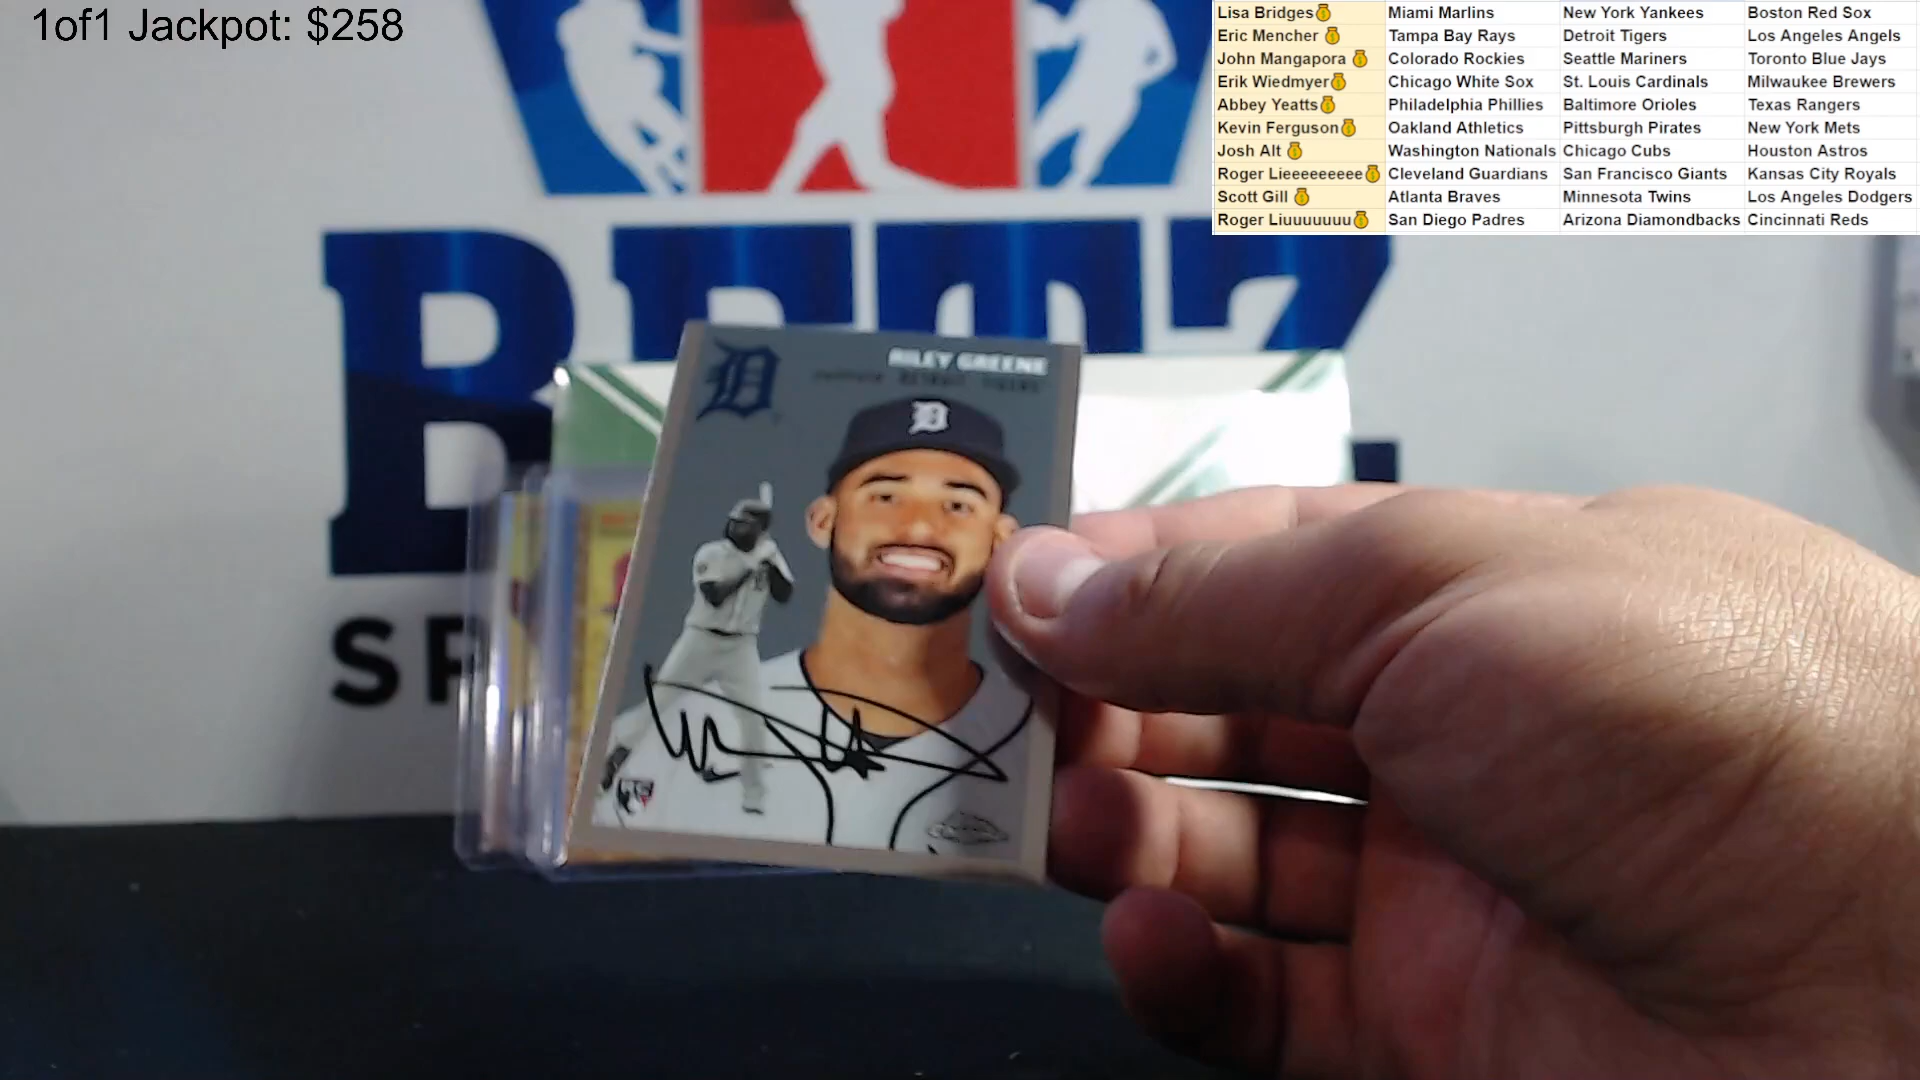 1of1 Jackpot: $258
Lisa Bridges Miami Marlins New York Yankees Boston Red Sox
Eric Mencher Tampa Bay Rays Detroit Tigers Los Angeles Angels
John Mangapora Colorado Rockies Seattle Mariners Toronto Blue Jays
Erik Wiedmyer Chicago White Sox St. Louis Cardinals Milwaukee Brewers
Abbey Yeatts Philadelphia Phillies Baltimore Orioles Texas Rangers
Kevin Ferguson Oakland Athletics Pittsburgh Pirates New York Mets
Josh Alt Washington Nationals Chicago Cubs Houston Astros
Roger Lieeeeeeeee Cleveland Guardians San Francisco Giants Kansas City Royals
Scott Gill Atlanta Braves Minnesota Twins Los Angeles Dodgers
Roger Liuuuuuuu San Diego Padres Arizona Diamondbacks Cincinnati Reds
BETZ
SP
D
RILEY GREENE
DETROIT TIGERS
D